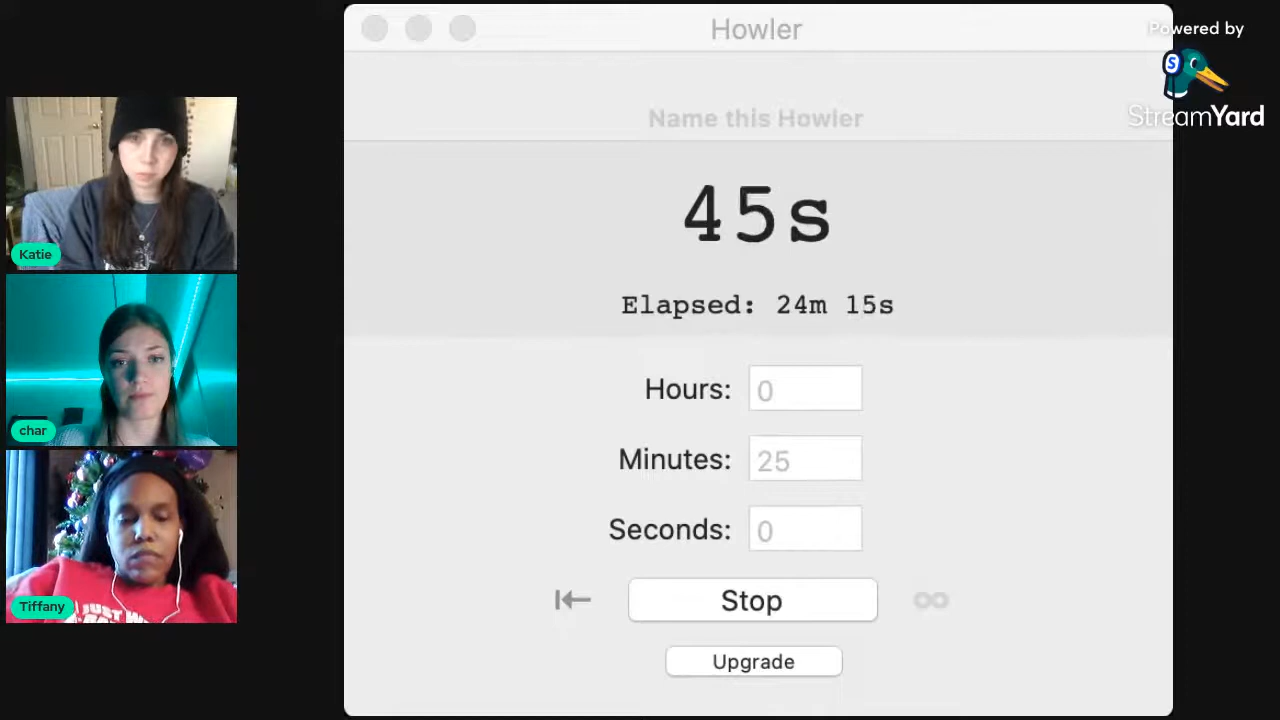 Howler
Powered by
StreamYard
Name this Howler
45s
Elapsed: 24m 15s
Hours: 0
Minutes: 25
Seconds: 0
Stop
Upgrade
Katie
char
Tiffany